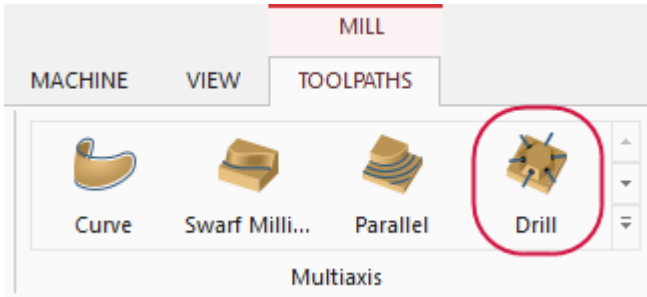 MILL
MACHINE VIEW TOOLPATHS
Curve Swarf Milli... Parallel Drill
Multiaxis